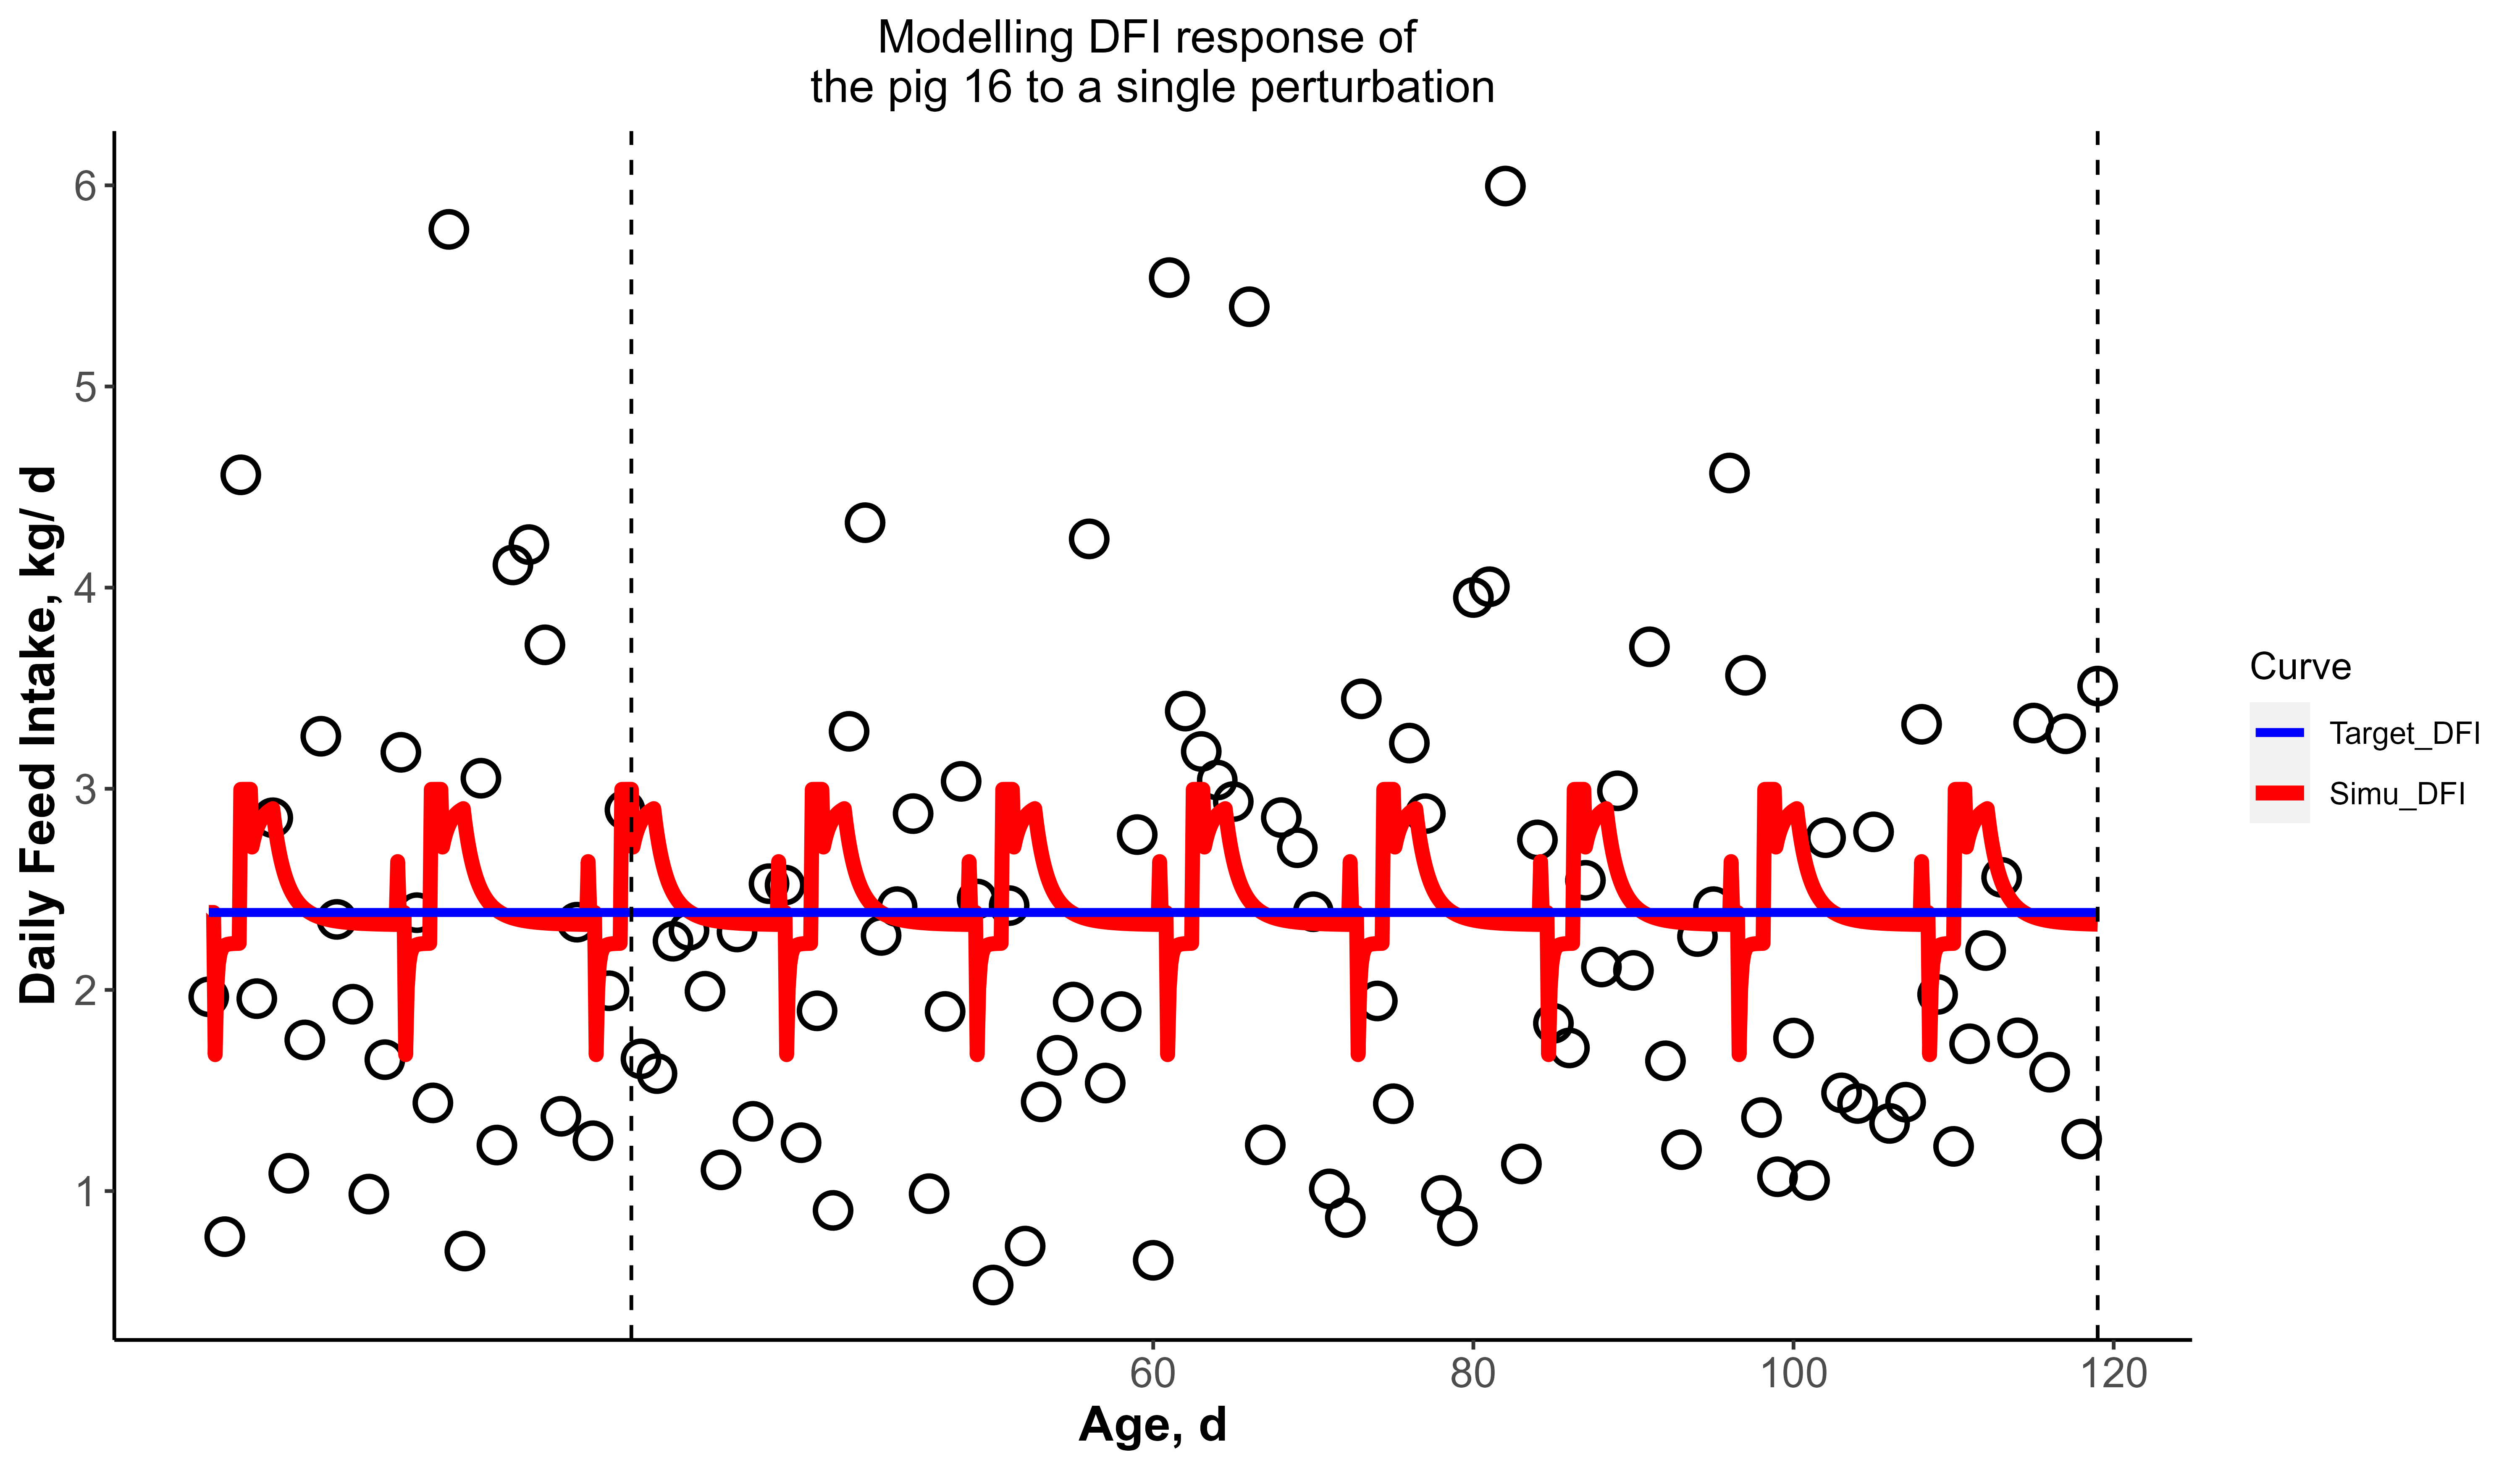 Modelling DFI response of
the pig 16 to a single perturbation
Daily Feed Intake, kg/ d
6
5
4
3
2
1
60
80
100
120
Age, d
Curve
Target_DFI
Simu_DFI